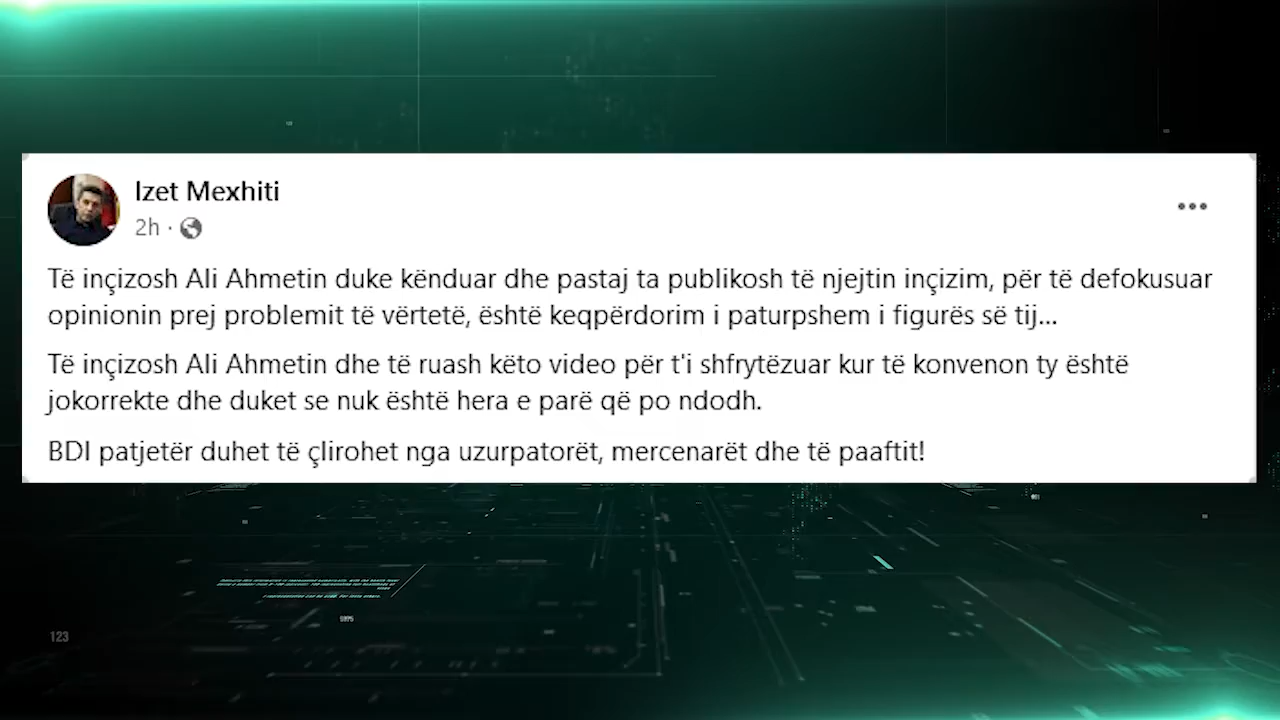 Izet Mexhiti
2h ·
Të inçizosh Ali Ahmetin duke kënduar dhe pastaj ta publikosh të njejtin inçizim, për të defokusuar
opinionin prej problemit të vërtetë, është keqpërdorim i paturpshem i figurës së tij...
Të inçizosh Ali Ahmetin dhe të ruash këto video për t'i shfrytëzuar kur të konvenon ty është
jokorrekte dhe duket se nuk është hera e parë që po ndodh.
BDI patjetër duhet të çlirohet nga uzurpatorët, mercenarët dhe të paaftit!
123